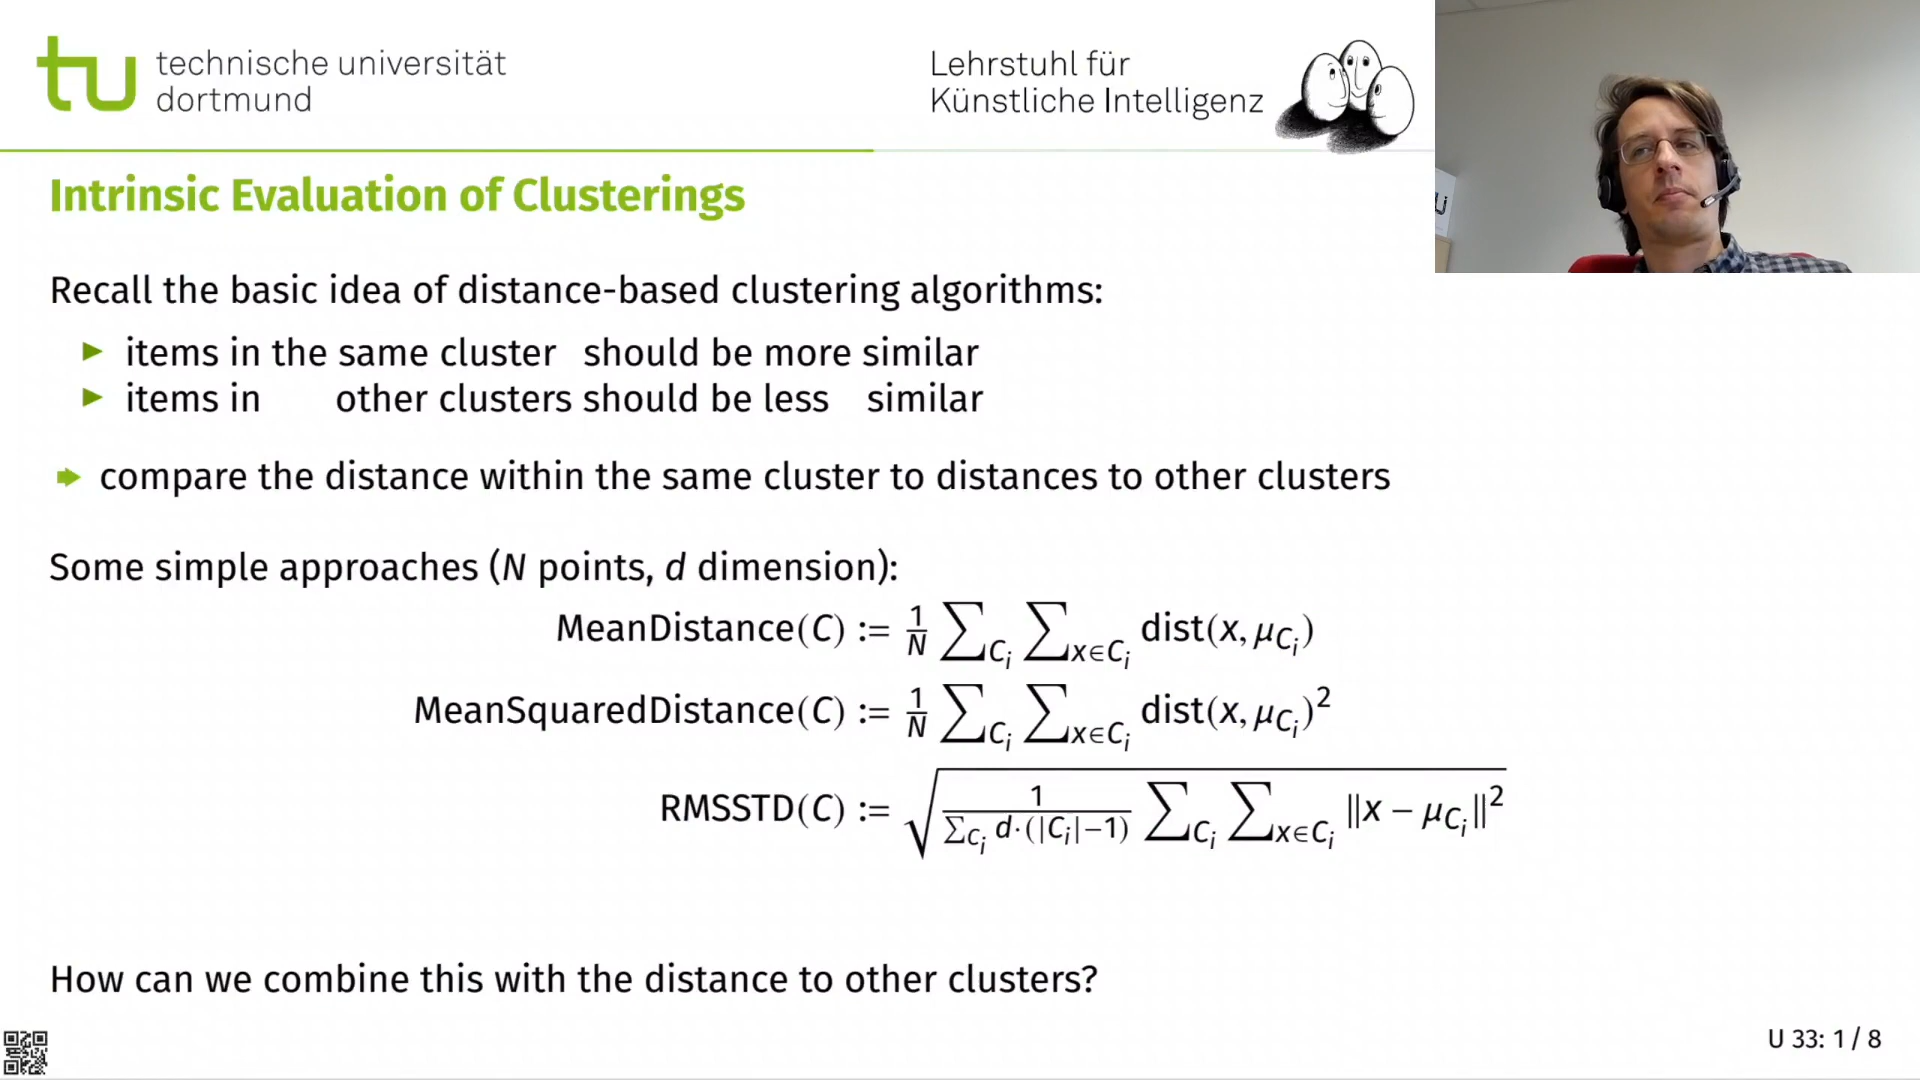 technische universität
dortmund
Lehrstuhl für
Künstliche Intelligenz
Intrinsic Evaluation of Clusterings
Recall the basic idea of distance-based clustering algorithms:
► items in the same cluster should be more similar
► items in other clusters should be less similar
compare the distance within the same cluster to distances to other clusters
Some simple approaches (N points, d dimension):
MeanDistance(C) := 1/N ∑_{C_i} ∑_{x∈C_i} dist(x, μ_{C_i})
MeanSquaredDistance(C) := 1/N ∑_{C_i} ∑_{x∈C_i} dist(x, μ_{C_i})²
RMSSTD(C) := √(1/(∑_{C_i} d·(|C_i|−1)) ∑_{C_i} ∑_{x∈C_i} ‖x − μ_{C_i}‖²)
How can we combine this with the distance to other clusters?
U 33: 1 / 8